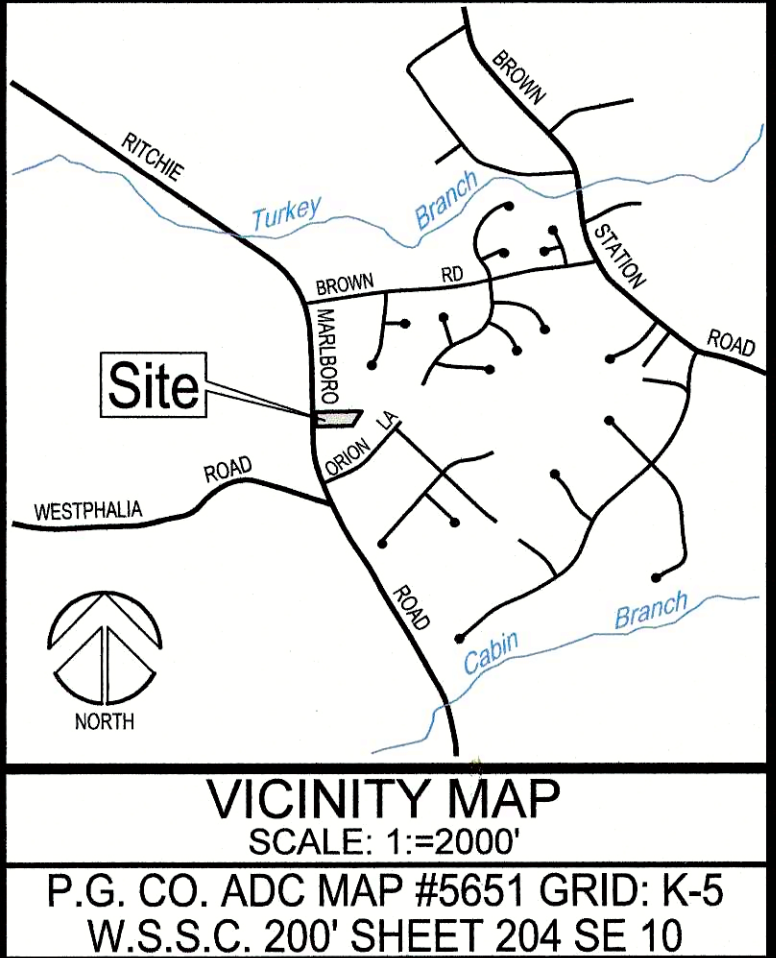 BROWN
RITCHIE
Turkey
Branch
STATION
BROWN RD
MARLBORO
ROAD
Site
ORION LA
ROAD
WESTPHALIA
ROAD
Branch
Cabin
NORTH
VICINITY MAP
SCALE: 1:=2000'
P.G. CO. ADC MAP #5651 GRID: K-5
W.S.S.C. 200' SHEET 204 SE 10